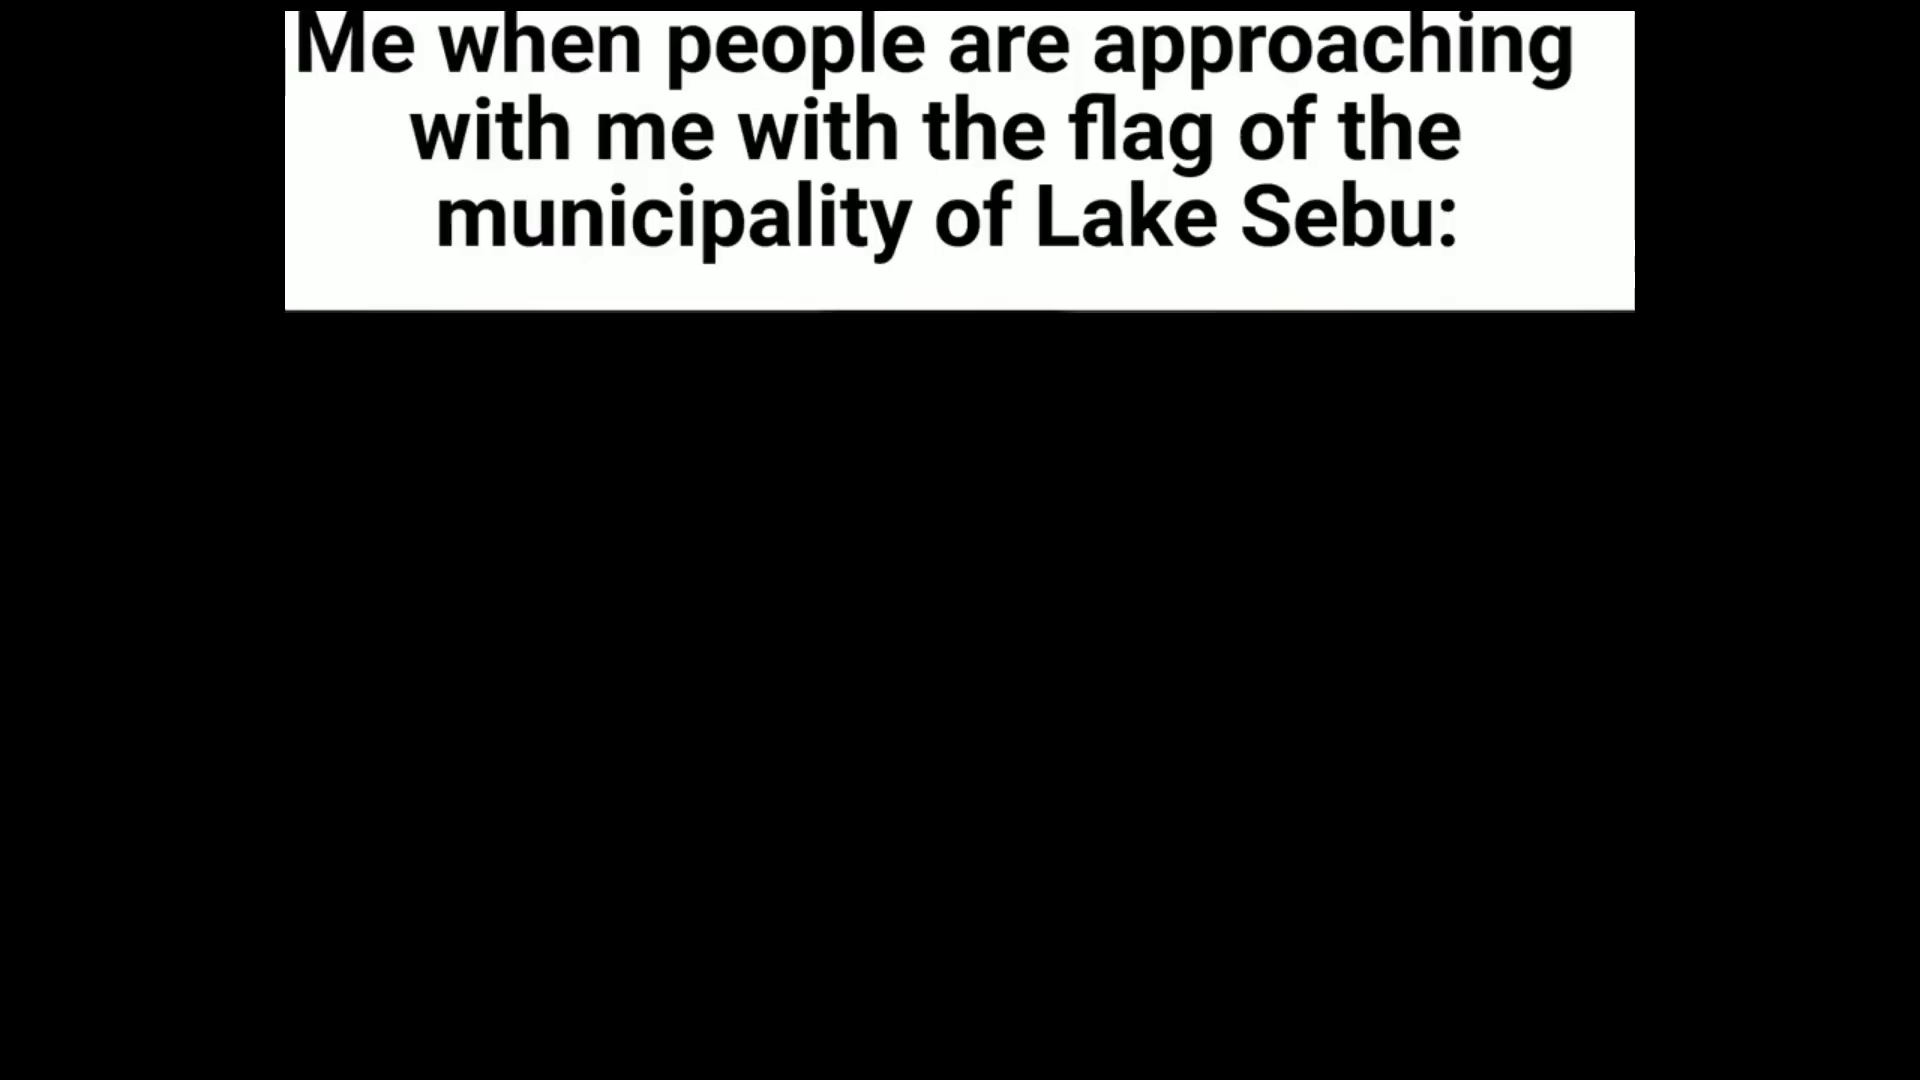 Me when people are approaching
with me with the flag of the
municipality of Lake Sebu: